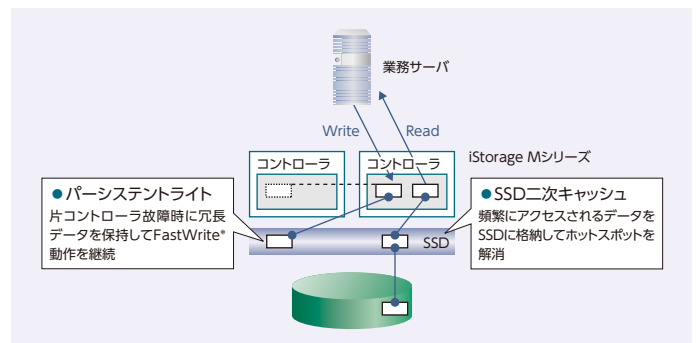 業務サーバ
Write
Read
コントローラ
コントローラ
iStorage Mシリーズ
●パーシステントライト
片コントローラ故障時に冗長
データを保持してFastWrite*
動作を継続
●SSD二次キャッシュ
頻繁にアクセスされるデータを
SSDに格納してホットスポットを
解消
SSD